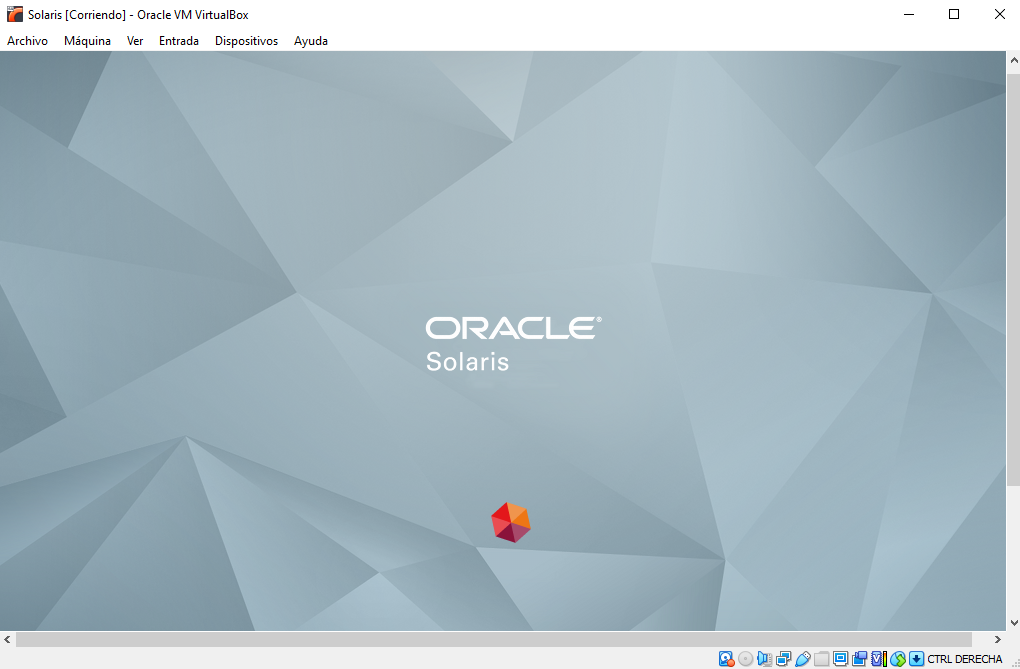 Solaris [Corriendo] - Oracle VM VirtualBox
Archivo Máquina Ver Entrada Dispositivos Ayuda
ORACLE®
Solaris
CTRL DERECHA